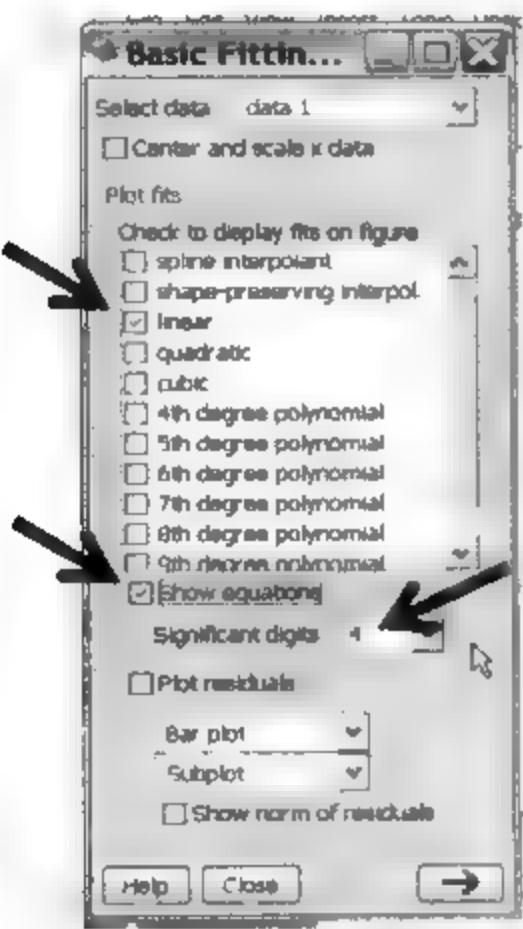 Basic Fittin...
Select data data 1
Center and scale x data
Plot fits
Check to display fits on figure
spline interpolant
shape-preserving interpol.
linear
quadratic
cubic
4th degree polynomial
5th degree polynomial
6th degree polynomial
7th degree polynomial
8th degree polynomial
9th degree polynomial
Show equations
Significant digits 4
Plot residuals
Bar plot
Subplot
Show norm of residuals
Help Close